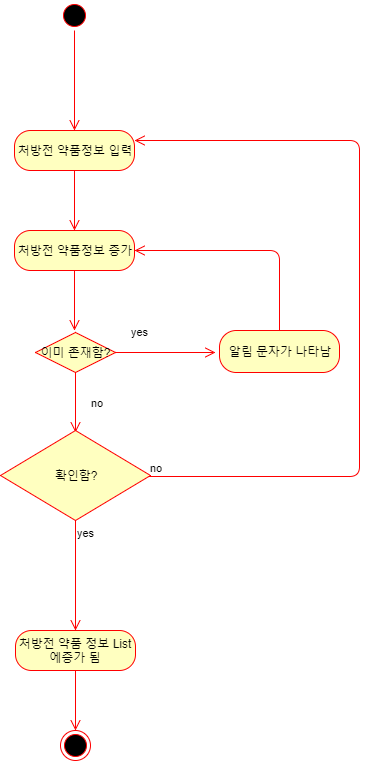 처방전 약품정보 입력
처방전 약품정보 증가
이미 존재함?
yes
알림 문자가 나타남
no
확인함?
no
yes
처방전 약품 정보 List
에증가 됨